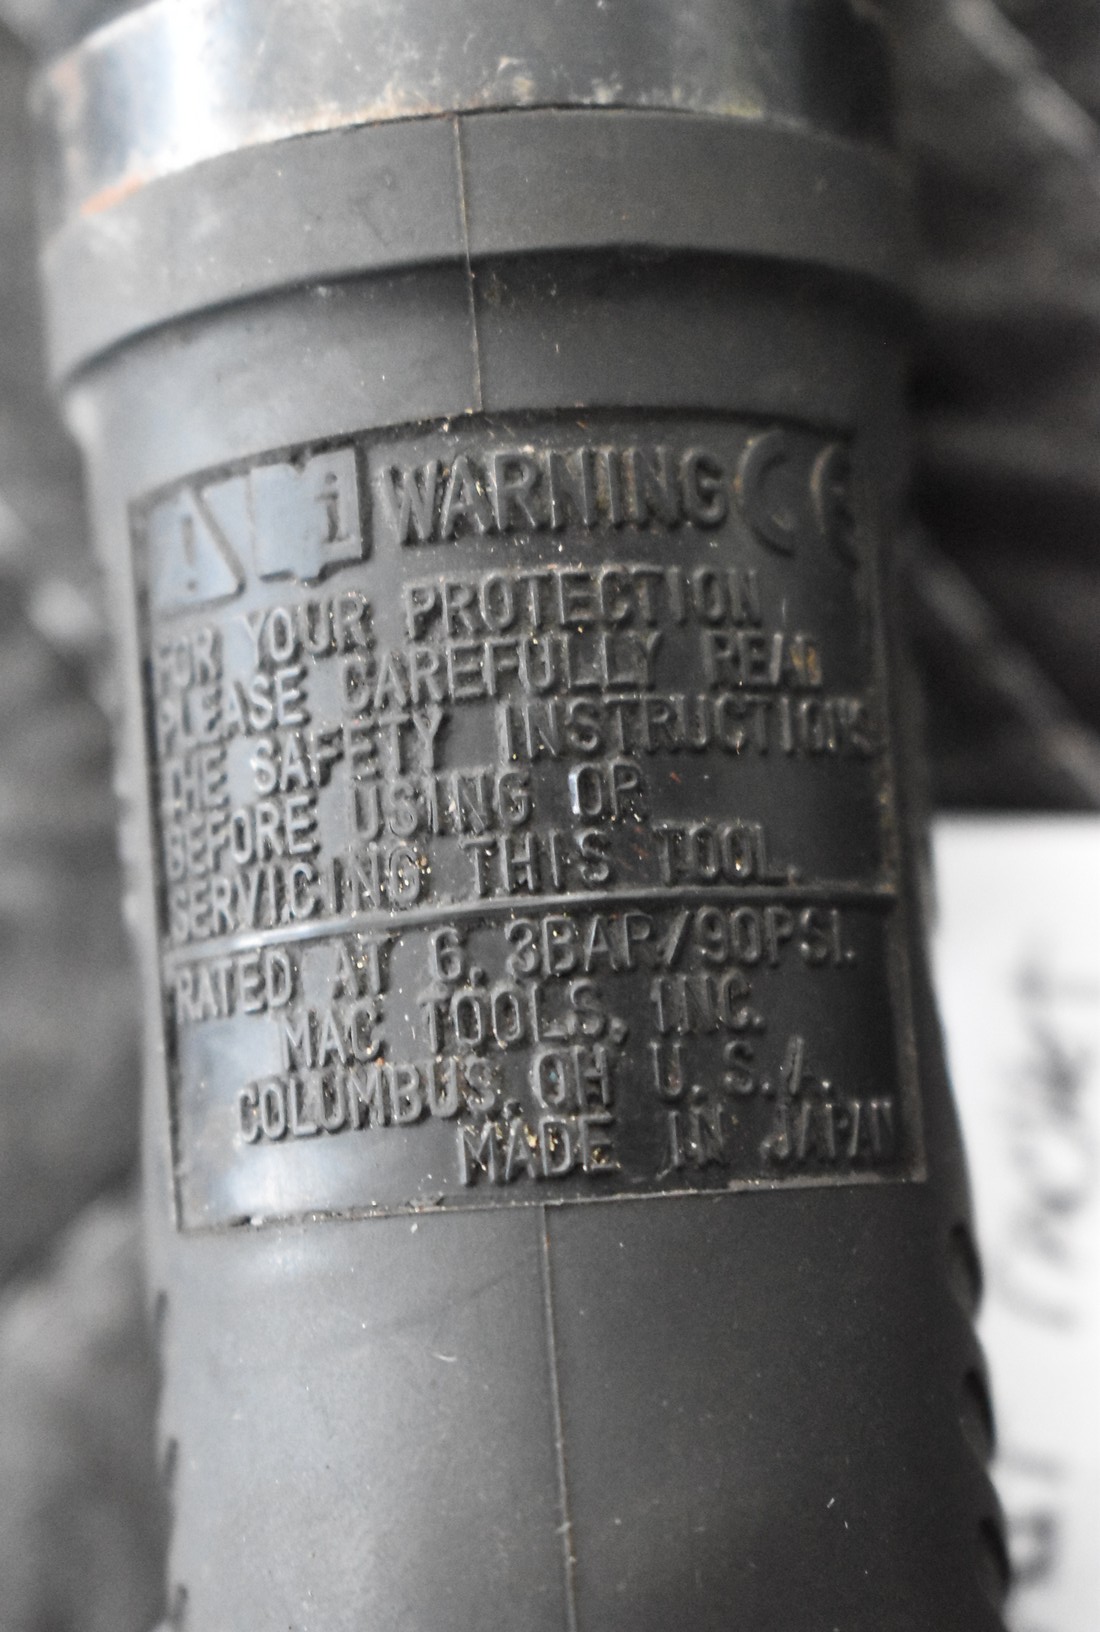 WARNING CE
FOR YOUR PROTECTION
PLEASE CAREFULLY READ
THE SAFETY INSTRUCTIONS
BEFORE USING OR
SERVICING THIS TOOL.
RATED AT 6.3BAR/90PSI.
MAC TOOLS, INC.
COLUMBUS, OH U.S.A.
MADE IN JAPAN